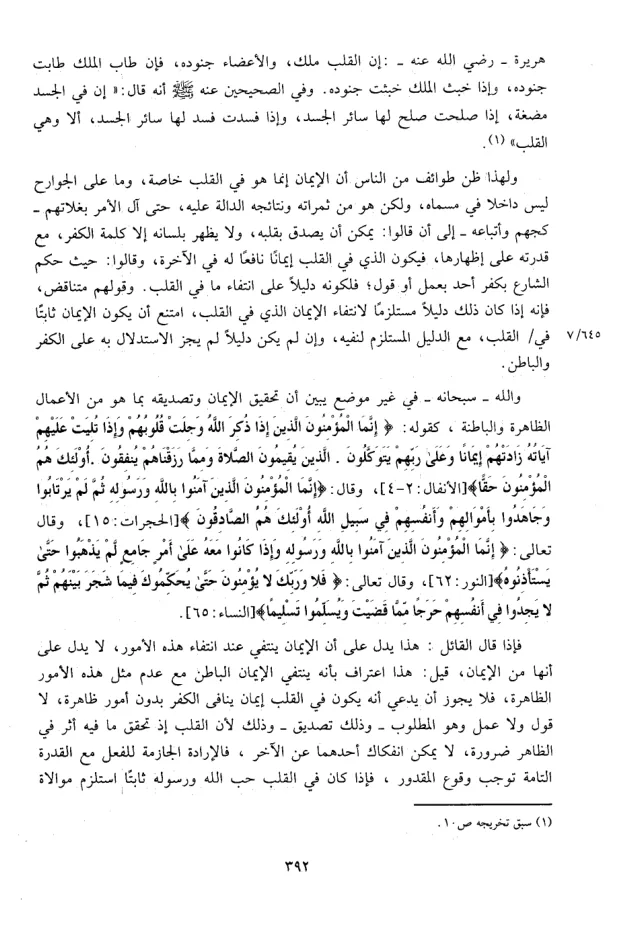 هريرة ـ رضي الله عنه ـ : إن القلب ملك، والأعضاء جنوده، فإن طاب الملك طابت
جنوده، وإذا خبث الملك خبثت جنوده. وفي الصحيحين عنه ﷺ أنه قال:« إن في الجسد
مضغة، إذا صلحت صلح لها سائر الجسد، وإذا فسدت فسد لها سائر الجسد، ألا وهي
القلب» (١).
ولهذا ظن طوائف من الناس أن الإيمان إنما هو في القلب خاصة، وما على الجوارح
ليس داخلا في مسماه، ولكن هو من ثمراته ونتائجه الدالة عليه، حتى آل الأمر بغلاتهم ـ
كجهم وأتباعه ـ إلى أن قالوا: يمكن أن يصدق بقلبه، ولا يظهر بلسانه إلا كلمة الكفر، مع
قدرته على إظهارها، فيكون الذي في القلب إيمانًا نافعًا له في الآخرة، وقالوا: حيث حكم
الشارع بكفر أحد بعمل أو قول؛ فلكونه دليلاً على انتفاء ما في القلب. وقولهم متناقض،
فإنه إذا كان ذلك دليلاً مستلزمًا لانتفاء الإيمان الذي في القلب، امتنع أن يكون الإيمان ثابتًا
٧/٦٤٥ في/ القلب، مع الدليل المستلزم لنفيه، وإن لم يكن دليلاً لم يجز الاستدلال به على الكفر
والباطن.
والله ـ سبحانه ـ في غير موضع يبين أن تحقيق الإيمان وتصديقه بما هو من الأعمال
الظاهرة والباطنة ، كقوله: ﴿ إِنَّمَا الْمُؤْمِنُونَ الَّذِينَ إِذَا ذُكِرَ اللَّهُ وَجِلَتْ قُلُوبُهُمْ وَإِذَا تُلِيَتْ عَلَيْهِمْ
آيَاتُهُ زَادَتْهُمْ إِيمَانًا وَعَلَىٰ رَبِّهِمْ يَتَوَكَّلُونَ . الَّذِينَ يُقِيمُونَ الصَّلاةَ وَمِمَّا رَزَقْنَاهُمْ يُنفِقُونَ .أُوْلَئِكَ هُمُ
الْمُؤْمِنُونَ حَقًّا﴾[الأنفال:٢-٤]، وقال: ﴿إِنَّمَا الْمُؤْمِنُونَ الَّذِينَ آمَنُوا بِاللَّهِ وَرَسُولِهِ ثُمَّ لَمْ يَرْتَابُوا
وَجَاهَدُوا بِأَمْوَالِهِمْ وَأَنفُسِهِمْ فِي سَبِيلِ اللَّهِ أُوْلَئِكَ هُمُ الصَّادِقُونَ ﴾[الحجرات:١٥]، وقال
تعالى:﴿ إِنَّمَا الْمُؤْمِنُونَ الَّذِينَ آمَنُوا بِاللَّهِ وَرَسُولِهِ وَإِذَا كَانُوا مَعَهُ عَلَىٰ أَمْرٍ جَامِعٍ لَّمْ يَذْهَبُوا حَتَّىٰ
يَسْتَأْذِنُوهُ﴾[النور:٦٢]، وقال تعالى:﴿ فَلا وَرَبِّكَ لا يُؤْمِنُونَ حَتَّىٰ يُحَكِّمُوكَ فِيمَا شَجَرَ بَيْنَهُمْ ثُمَّ
لا يَجِدُوا فِي أَنفُسِهِمْ حَرَجًا مِّمَّا قَضَيْتَ وَيُسَلِّمُوا تَسْلِيمًا﴾[النساء:٦٥].
فإذا قال القائل : هذا يدل على أن الإيمان ينتفي عند انتفاء هذه الأمور، لا يدل على
أنها من الإيمان، قيل: هذا اعتراف بأنه ينتفي الإيمان الباطن مع عدم مثل هذه الأمور
الظاهرة، فلا يجوز أن يدعي أنه يكون في القلب إيمان ينافى الكفر بدون أمور ظاهرة، لا
قول ولا عمل وهو المطلوب ـ وذلك تصديق ـ وذلك لأن القلب إذ تحقق ما فيه أثر في
الظاهر ضرورة، لا يمكن انفكاك أحدهما عن الآخر ، فالإرادة الجازمة للفعل مع القدرة
التامة توجب وقوع المقدور ، فإذا كان في القلب حب الله ورسوله ثابتًا استلزم موالاة
(١) سبق تخريجه ص١٠.
٣٩٢